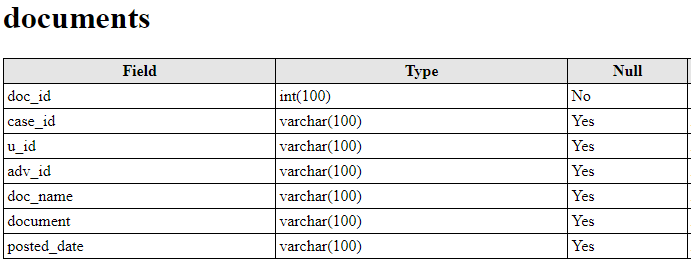 documents
Field Type Null
doc_id int(100) No
case_id varchar(100) Yes
u_id varchar(100) Yes
adv_id varchar(100) Yes
doc_name varchar(100) Yes
document varchar(100) Yes
posted_date varchar(100) Yes